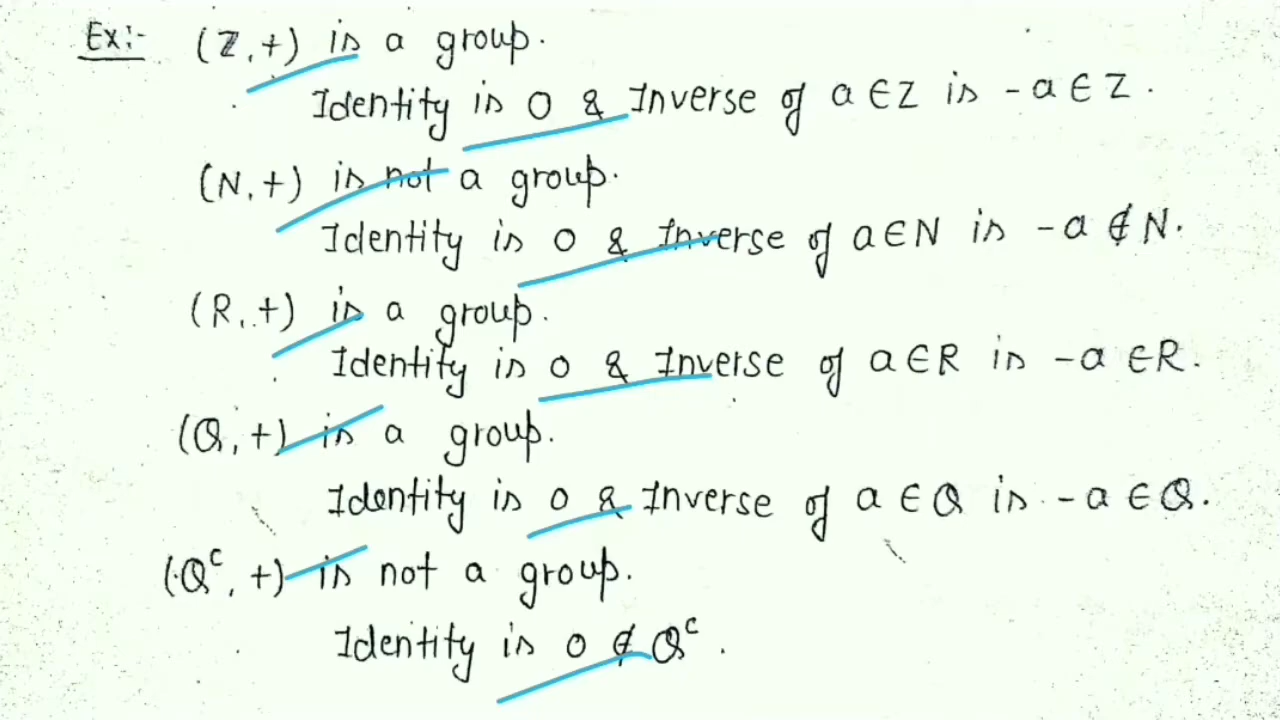 Ex:- (Z,+) is a group.
Identity is 0 & Inverse of a ∈ Z is -a ∈ Z.
(N,+) is not a group.
Identity is 0 & Inverse of a ∈ N is -a ∉ N.
(R,+) is a group.
Identity is 0 & Inverse of a ∈ R is -a ∈ R.
(Q,+) is a group.
Identity is 0 & Inverse of a ∈ Q is -a ∈ Q.
(Qᶜ,+) is not a group.
Identity is 0 ∉ Qᶜ.